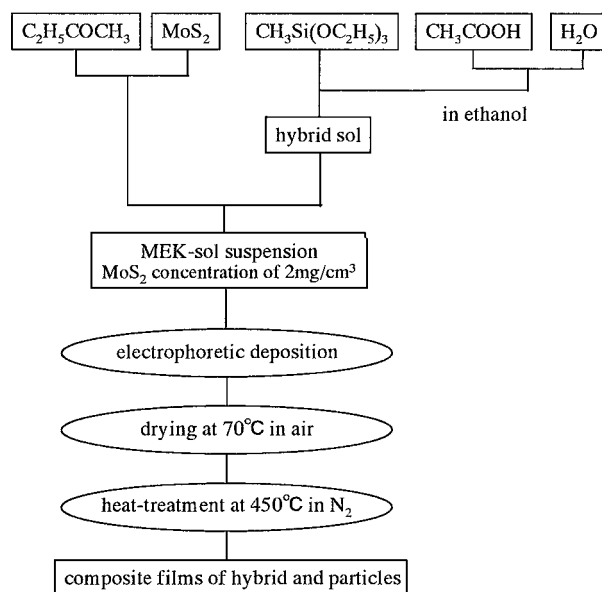 C₂H₅COCH₃
MoS₂
CH₃Si(OC₂H₅)₃
CH₃COOH
H₂O
in ethanol
hybrid sol
MEK-sol suspension
MoS₂ concentration of 2mg/cm³
electrophoretic deposition
drying at 70℃ in air
heat-treatment at 450℃ in N₂
composite films of hybrid and particles